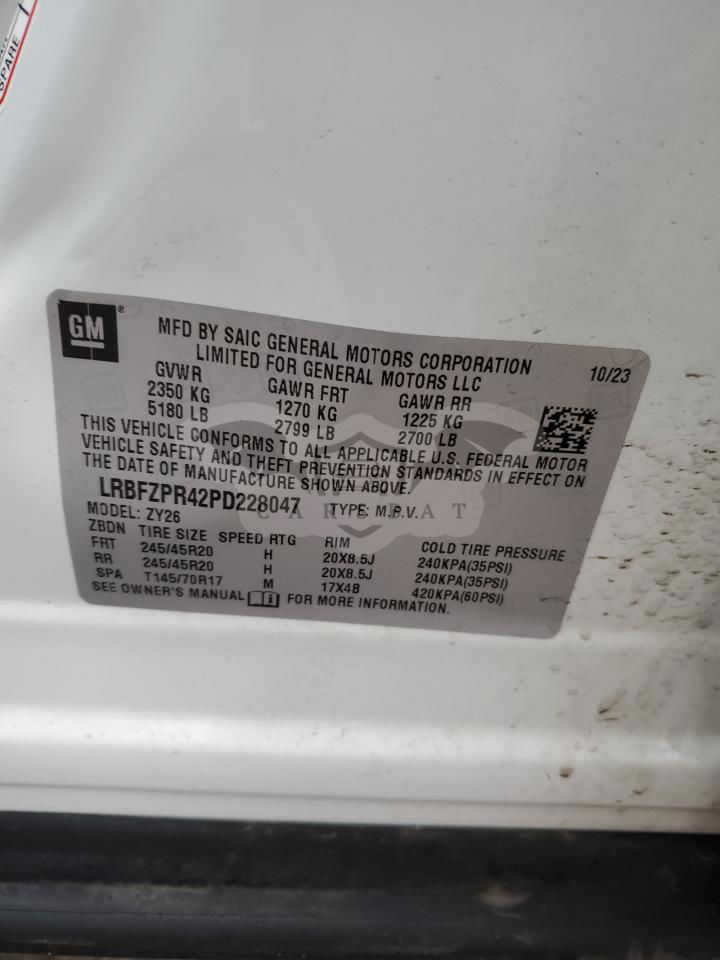 SPARE
GM
®
MFD BY SAIC GENERAL MOTORS CORPORATION
LIMITED FOR GENERAL MOTORS LLC
10/23
GVWR GAWR FRT GAWR RR
2350 KG 1270 KG 1225 KG
5180 LB 2799 LB 2700 LB
THIS VEHICLE CONFORMS TO ALL APPLICABLE U.S. FEDERAL MOTOR
VEHICLE SAFETY AND THEFT PREVENTION STANDARDS IN EFFECT ON
THE DATE OF MANUFACTURE SHOWN ABOVE.
LRBFZPR42PD228047 TYPE: M.P.V.
MODEL: ZY26
ZBDN TIRE SIZE SPEED RTG RIM COLD TIRE PRESSURE
FRT 245/45R20 H 20X8.5J 240KPA(35PSI)
RR 245/45R20 H 20X8.5J 240KPA(35PSI)
SPA T145/70R17 M 17X4B 420KPA(60PSI)
SEE OWNER'S MANUAL i FOR MORE INFORMATION.